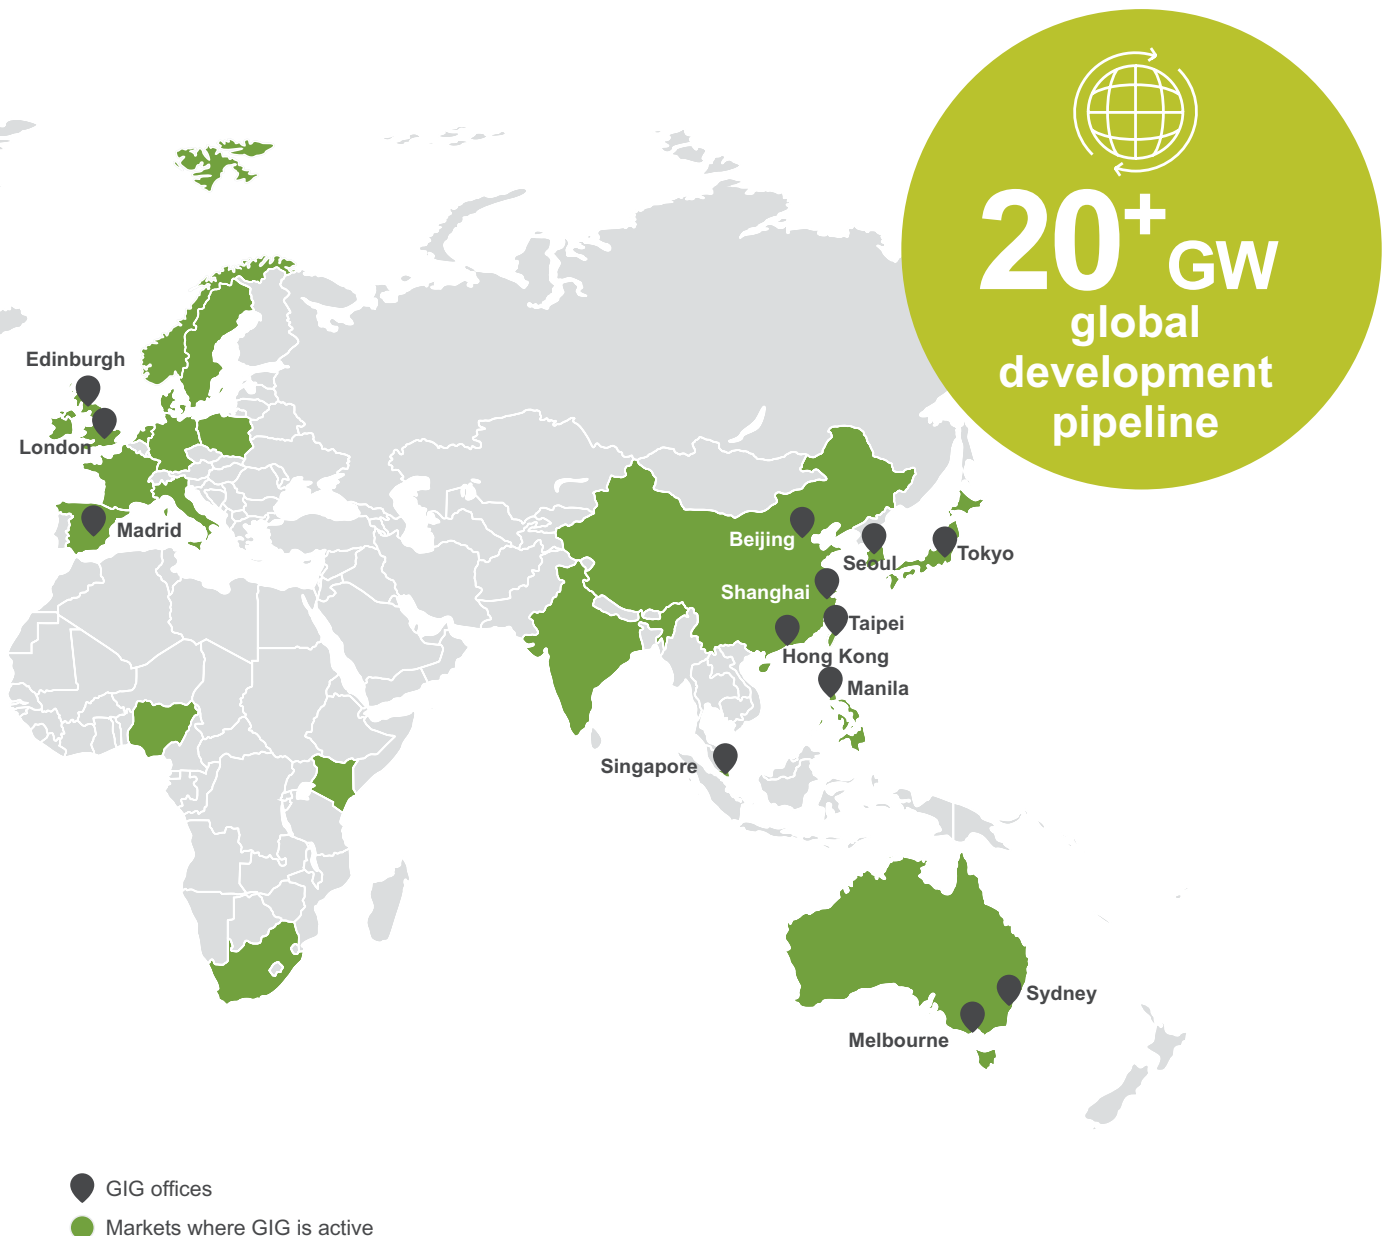 20+ GW
global
development
pipeline
Edinburgh
London
Madrid
Beijing
Seoul
Tokyo
Shanghai
Taipei
Hong Kong
Manila
Singapore
Sydney
Melbourne
GIG offices
Markets where GIG is active